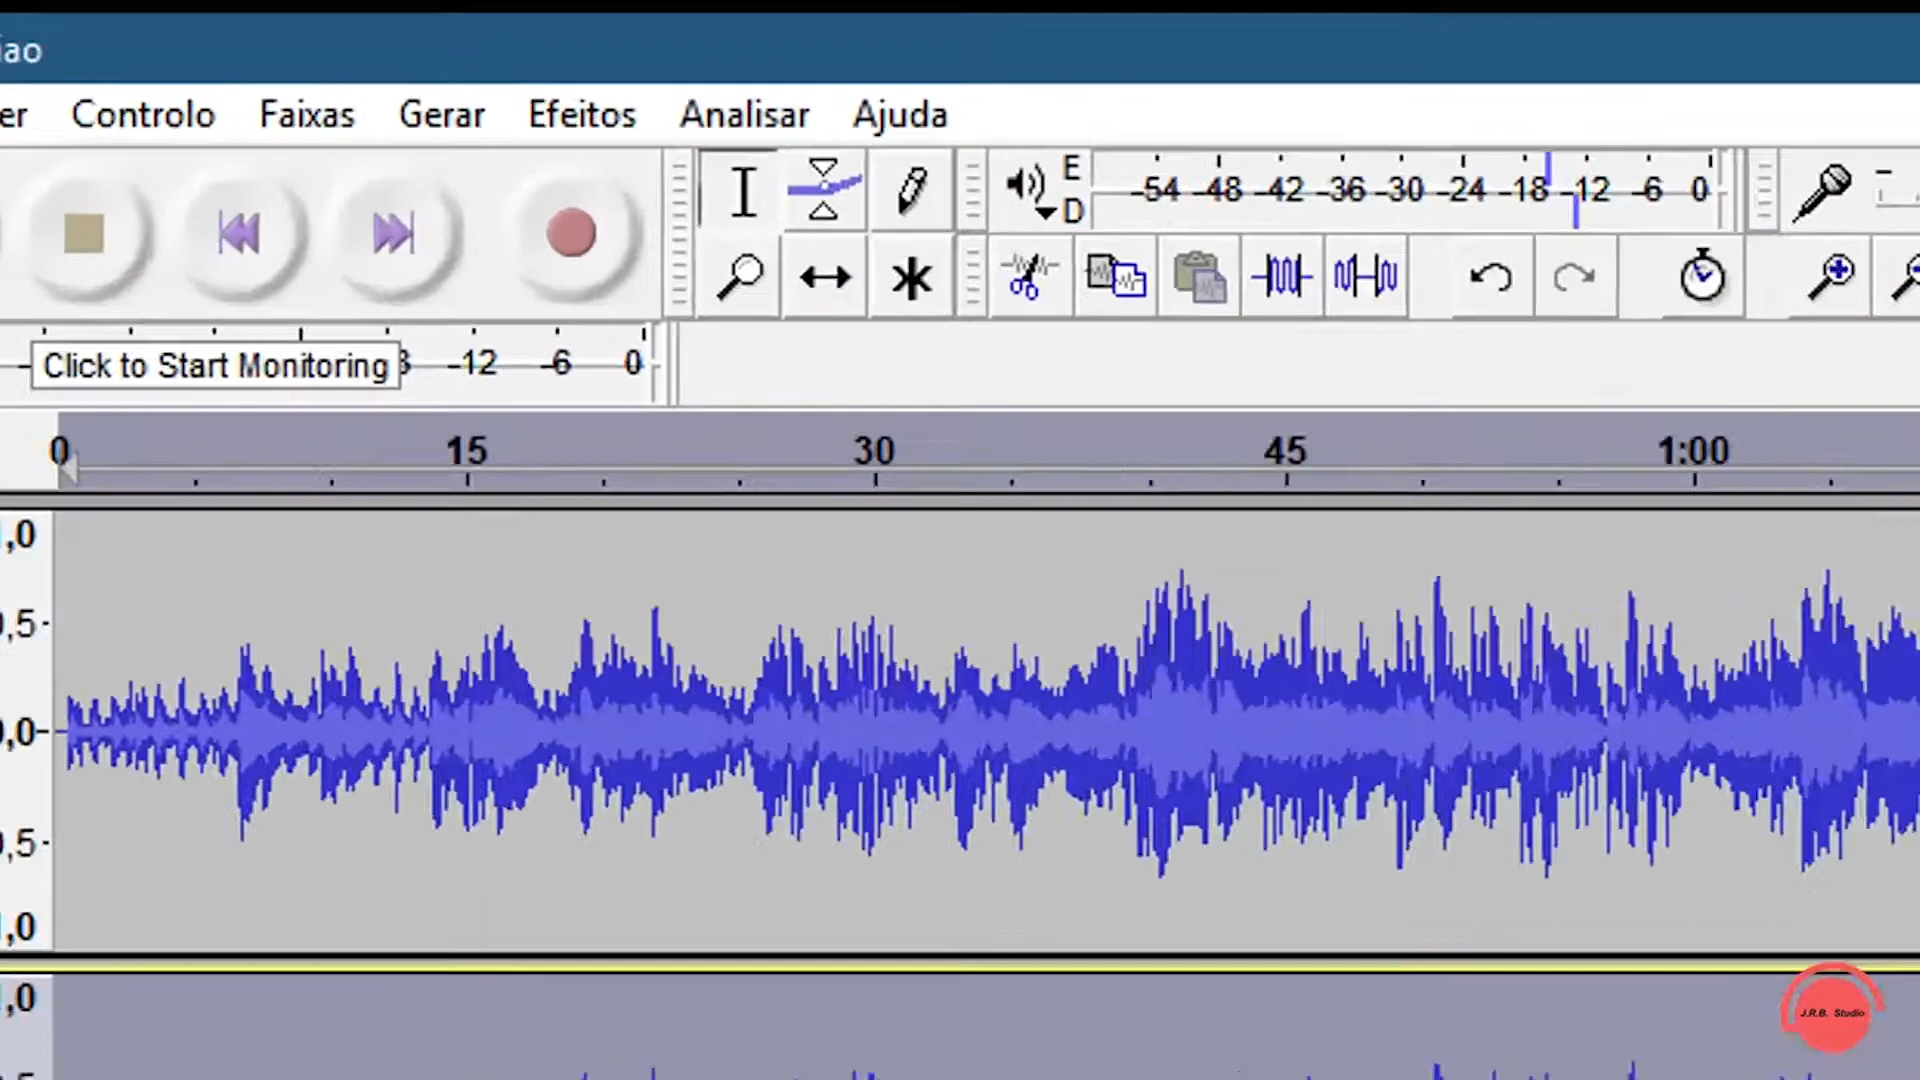 iao
er Controlo Faixas Gerar Efeitos Analisar Ajuda
E
D
-54 -48 -42 -36 -30 -24 -18 -12 -6 0
Click to Start Monitoring
-12 -6 0
0 15 30 45 1:00
,0
,5
,0
,5
,0
,0
J.R.B. Studio